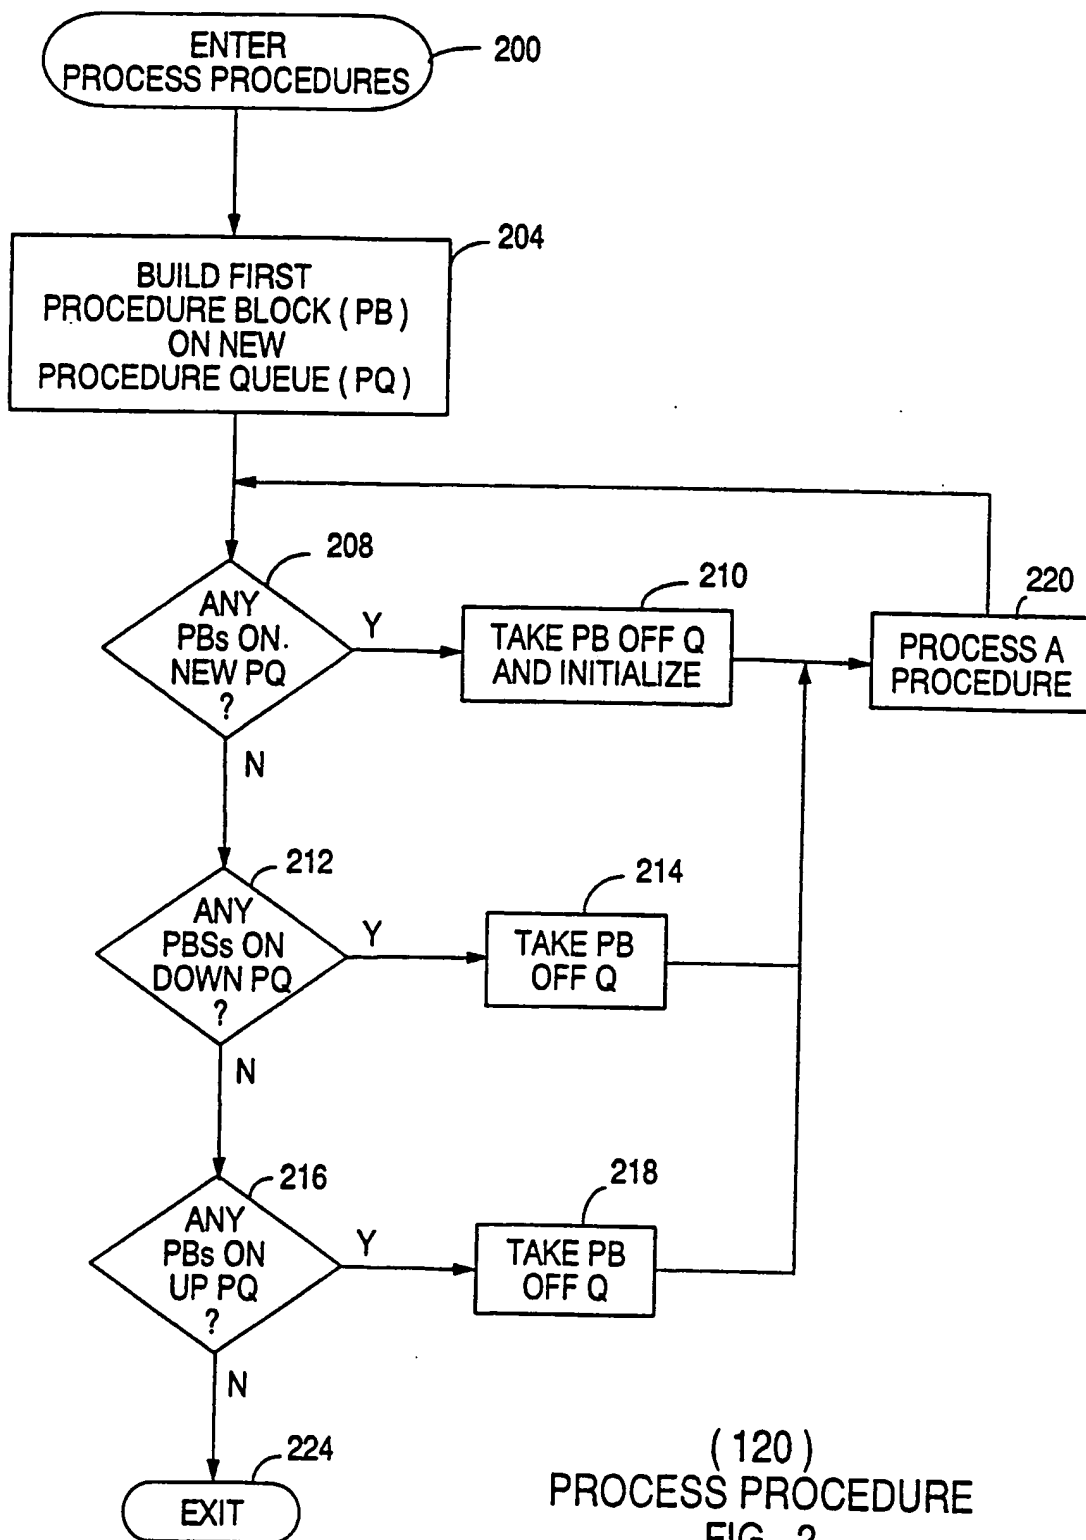 ENTER
PROCESS PROCEDURES
200
BUILD FIRST
PROCEDURE BLOCK ( PB )
ON NEW
PROCEDURE QUEUE ( PQ )
204
ANY
PBs ON
NEW PQ
?
208
Y
N
TAKE PB OFF Q
AND INITIALIZE
210
PROCESS A
PROCEDURE
220
ANY
PBSs ON
DOWN PQ
?
212
Y
N
TAKE PB
OFF Q
214
ANY
PBs ON
UP PQ
?
216
Y
N
TAKE PB
OFF Q
218
EXIT
224
( 120 )
PROCESS PROCEDURE
FIG. 2